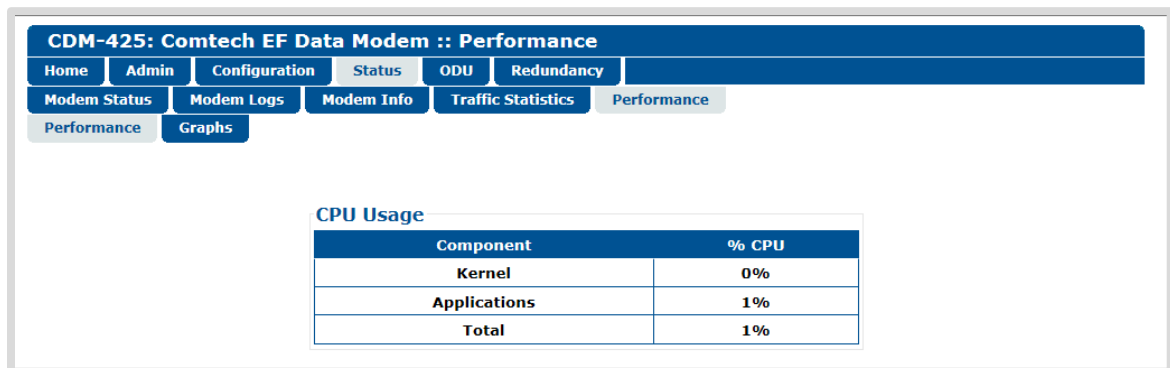 CDM-425: Comtech EF Data Modem :: Performance
Home Admin Configuration Status ODU Redundancy
Modem Status Modem Logs Modem Info Traffic Statistics Performance
Performance Graphs
CPU Usage
Component % CPU
Kernel 0%
Applications 1%
Total 1%